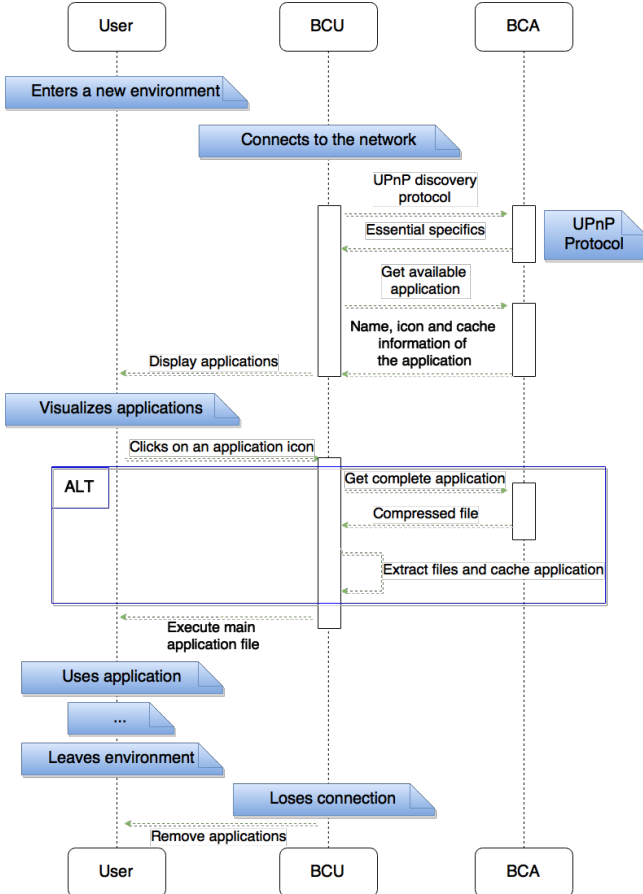 User
BCU
BCA
Enters a new environment
Connects to the network
UPnP discovery
protocol
Essential specifics
UPnP
Protocol
Get available
application
Name, icon and cache
information of
the application
Display applications
Visualizes applications
Clicks on an application icon
ALT
Get complete application
Compressed file
Extract files and cache application
Execute main
application file
Uses application
...
Leaves environment
Loses connection
Remove applications
User
BCU
BCA